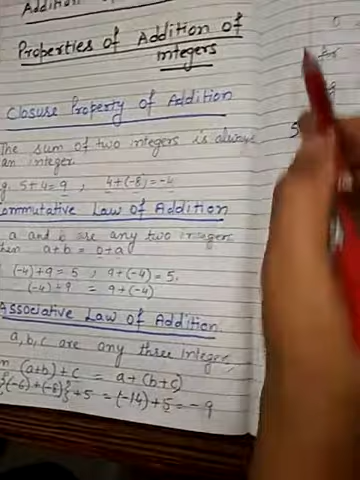 Addition
Properties of Addition of
Integers
Closure Property of Addition
The sum of two integers is always
an integer.
g. 5+4=9, 4+(-8)=-4
ommutative Law of Addition
a and b are any two integers
then a+b = b+a
(-4)+9=5, 9+(-4)=5.
(-4)+9 = 9+(-4)
Associative Law of Addition
a,b,c are any three Integers,
(a+b)+c = a+(b+c)
{(-6)+(-8)}+5 = (-14)+5=-9